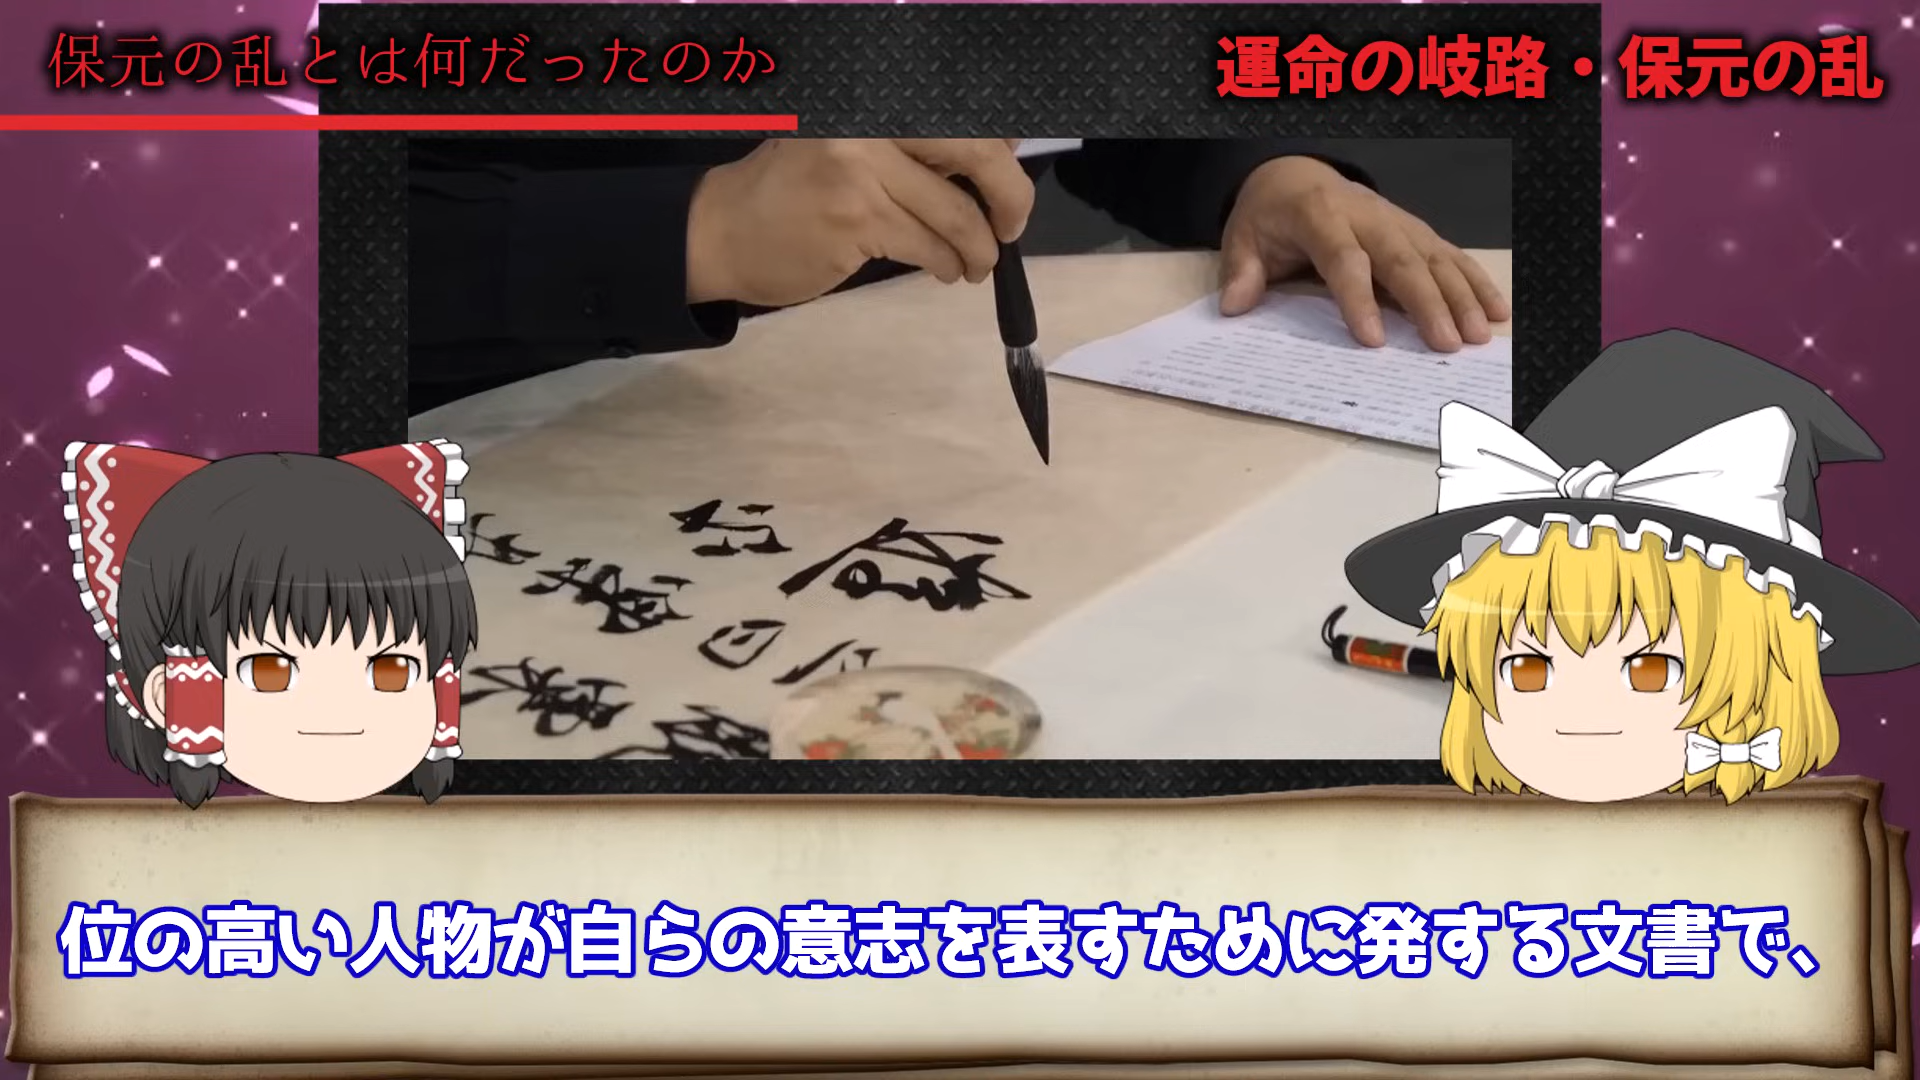 保元の乱とは何だったのか
運命の岐路・保元の乱
位の高い人物が自らの意志を表すために発する文書で、